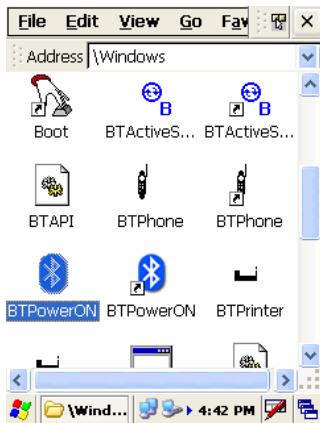 File Edit View Go Fav
Address \Windows
Boot BTActiveS... BTActiveS...
BTAPI BTPhone BTPhone
BTPowerON BTPowerON BTPrinter
\Wind... 4:42 PM